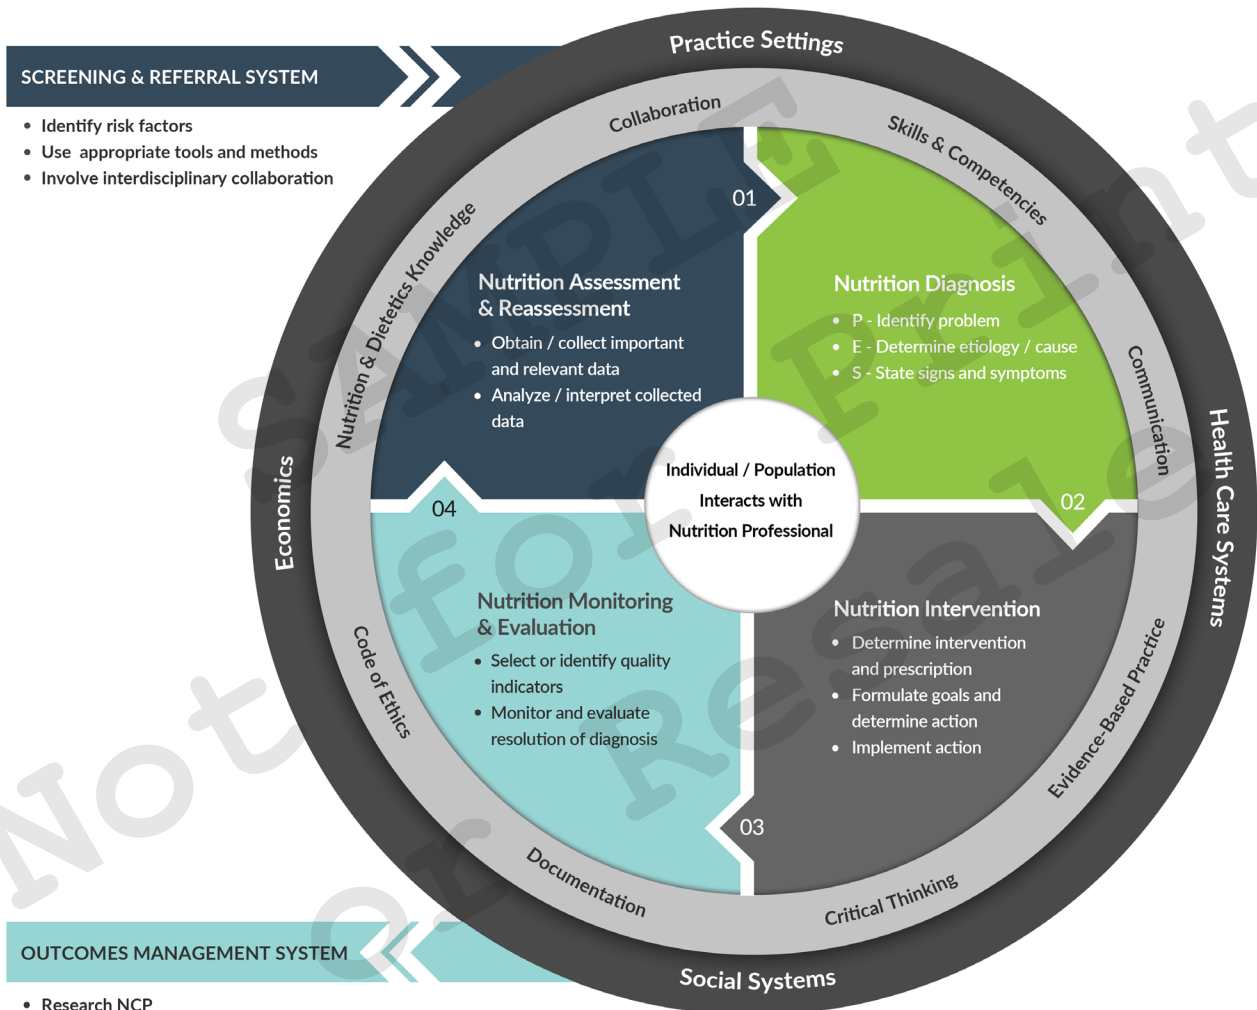 Practice Settings
SCREENING & REFERRAL SYSTEM
• Identify risk factors
• Use appropriate tools and methods
• Involve interdisciplinary collaboration
Collaboration
Skills & Competencies
Nutrition & Dietetics Knowledge
Communication
Economics
Health Care Systems
01
Nutrition Assessment
& Reassessment
• Obtain / collect important
and relevant data
• Analyze / interpret collected
data
Nutrition Diagnosis
• P - Identify problem
• E - Determine etiology / cause
• S - State signs and symptoms
02
Individual / Population
Interacts with
Nutrition Professional
04
Nutrition Monitoring
& Evaluation
• Select or identify quality
indicators
• Monitor and evaluate
resolution of diagnosis
Nutrition Intervention
• Determine intervention
and prescription
• Formulate goals and
determine action
• Implement action
03
Code of Ethics
Evidence-Based Practice
Documentation
Critical Thinking
Social Systems
OUTCOMES MANAGEMENT SYSTEM
• Research NCP
SAMPLE
Not for Print
or Resale